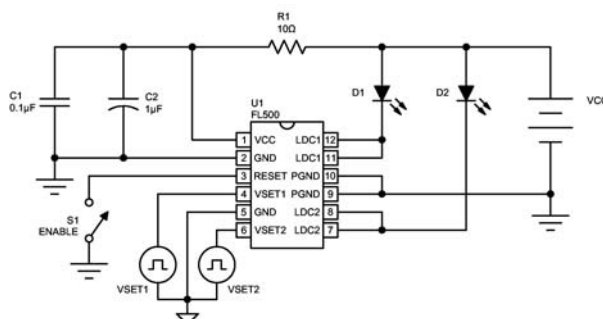 R1
10Ω
C1
0.1µF
C2
1µF
D1
D2
VCC
U1
FL500
1 VCC LDC1 12
2 GND LDC1 11
3 RESET PGND 10
4 VSET1 PGND 9
5 GND LDC2 8
6 VSET2 LDC2 7
S1
ENABLE
VSET1
VSET2